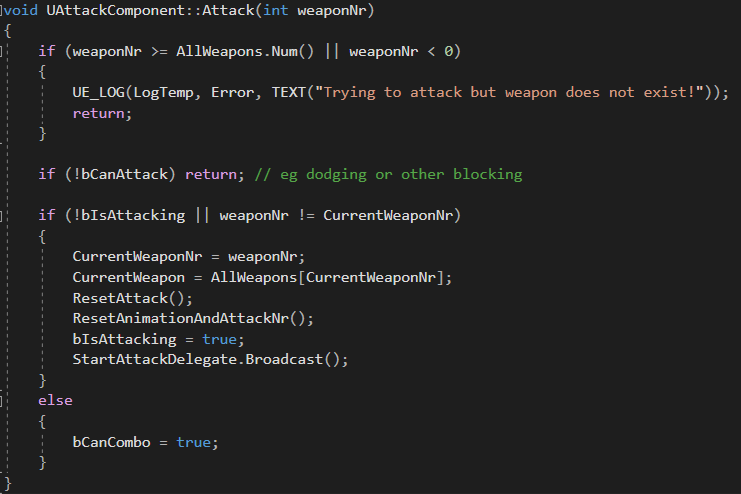 void UAttackComponent::Attack(int weaponNr)
{
if (weaponNr >= AllWeapons.Num() || weaponNr < 0)
{
UE_LOG(LogTemp, Error, TEXT("Trying to attack but weapon does not exist!"));
return;
}
if (!bCanAttack) return; // eg dodging or other blocking
if (!bIsAttacking || weaponNr != CurrentWeaponNr)
{
CurrentWeaponNr = weaponNr;
CurrentWeapon = AllWeapons[CurrentWeaponNr];
ResetAttack();
ResetAnimationAndAttackNr();
bIsAttacking = true;
StartAttackDelegate.Broadcast();
}
else
{
bCanCombo = true;
}
}